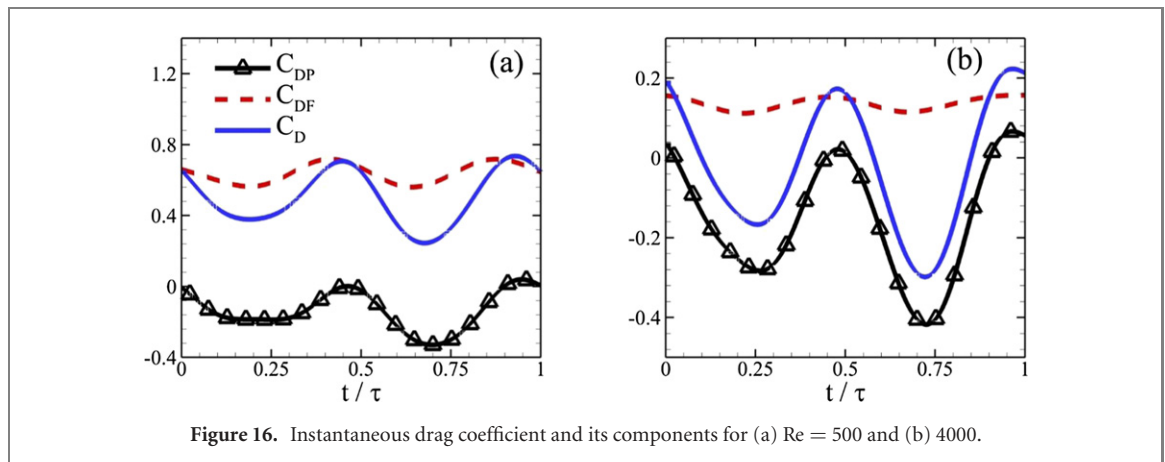 (a)
C_DP
C_DF
C_D
1.2
0.8
0.4
0
-0.4
0 0.25 0.5 0.75 1
t / τ
(b)
0.2
0
-0.2
-0.4
0 0.25 0.5 0.75 1
t / τ
Figure 16. Instantaneous drag coefficient and its components for (a) Re = 500 and (b) 4000.